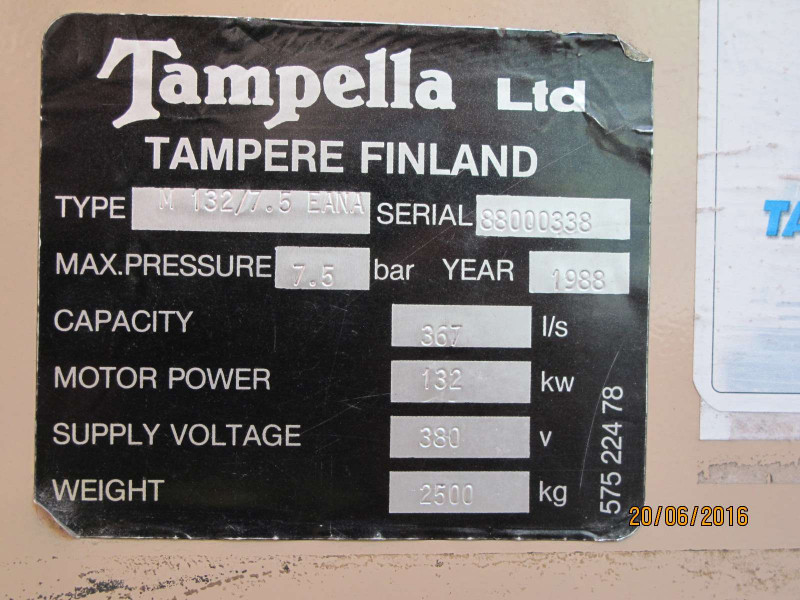 Tampella Ltd
TAMPERE FINLAND
TYPE M 132/7.5 EANA SERIAL 88000338
MAX.PRESSURE 7.5 bar YEAR 1988
CAPACITY 367 l/s
MOTOR POWER 132 kw
SUPPLY VOLTAGE 380 v
WEIGHT 2500 kg
575 224 78
TA
20/06/2016